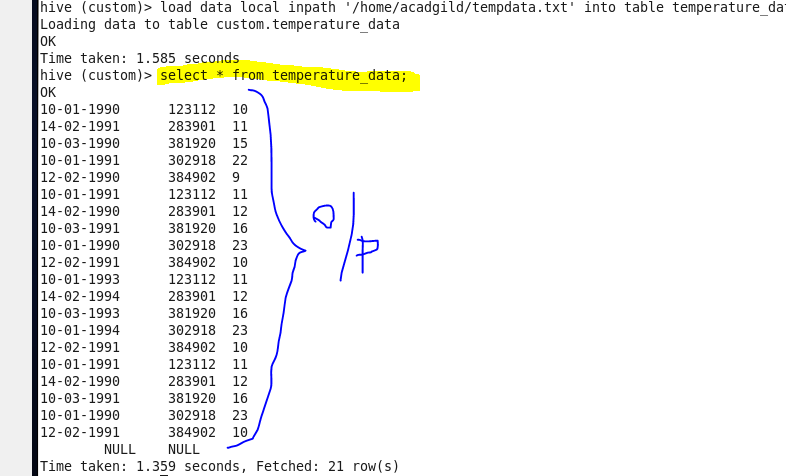 hive (custom)> load data local inpath '/home/acadgild/tempdata.txt' into table temperature_da
Loading data to table custom.temperature_data
OK
Time taken: 1.585 seconds
hive (custom)> select * from temperature_data;
OK
10-01-1990 123112 10
14-02-1991 283901 11
10-03-1990 381920 15
10-01-1991 302918 22
12-02-1990 384902 9
10-01-1991 123112 11
14-02-1990 283901 12
10-03-1991 381920 16
10-01-1990 302918 23
12-02-1991 384902 10
10-01-1993 123112 11
14-02-1994 283901 12
10-03-1993 381920 16
10-01-1994 302918 23
12-02-1991 384902 10
10-01-1991 123112 11
14-02-1990 283901 12
10-03-1991 381920 16
10-01-1990 302918 23
12-02-1991 384902 10
NULL NULL
Time taken: 1.359 seconds, Fetched: 21 row(s)
O/P